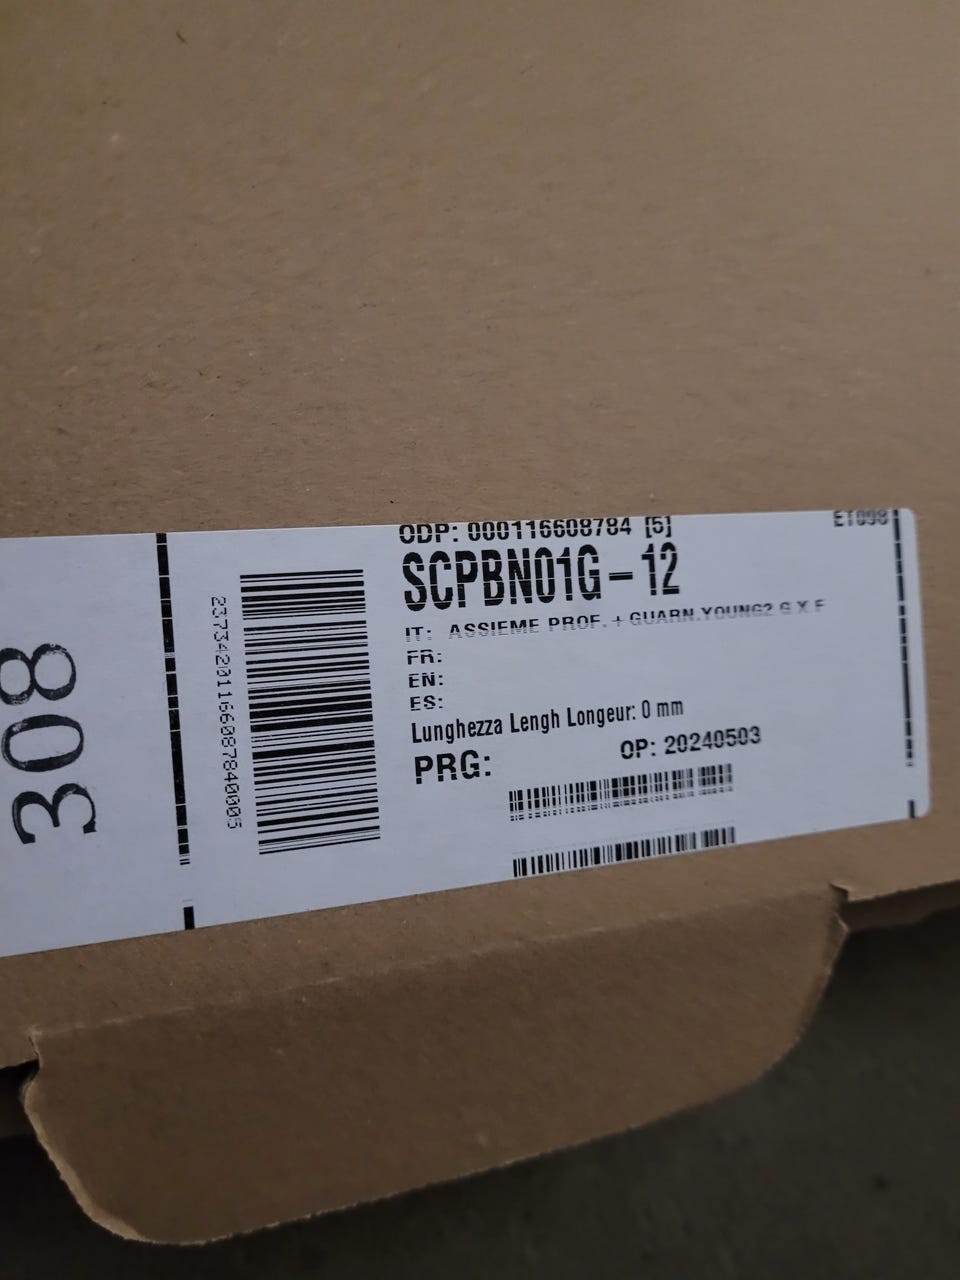 308
237342011660878400005
ODP: 000116608784 [5]
ET098
SCPBN01G-12
IT: ASSIEME PROF. + GUARN.YOUNG2 G X F
FR:
EN:
ES:
Lunghezza Lengh Longeur: 0 mm
PRG:
OP: 20240503